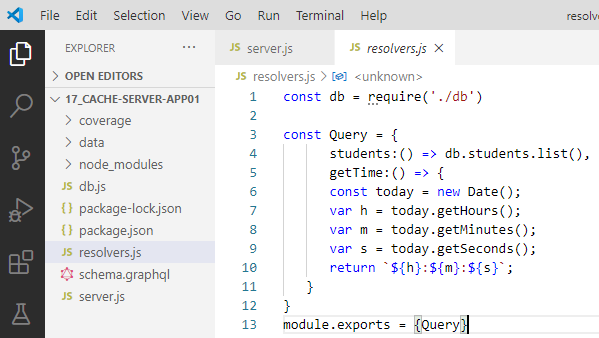 File Edit Selection View Go Run Terminal Help resolv
EXPLORER ···
OPEN EDITORS
17_CACHE-SERVER-APP01
coverage
data
node_modules
JS db.js
{} package-lock.json
{} package.json
JS resolvers.js
schema.graphql
JS server.js
JS server.js JS resolvers.js ×
JS resolvers.js > <unknown>
1 const db = require('./db')
2
3 const Query = {
4 students:() => db.students.list(),
5 getTime:() => {
6 const today = new Date();
7 var h = today.getHours();
8 var m = today.getMinutes();
9 var s = today.getSeconds();
10 return `${h}:${m}:${s}`;
11 }
12 }
13 module.exports = {Query}